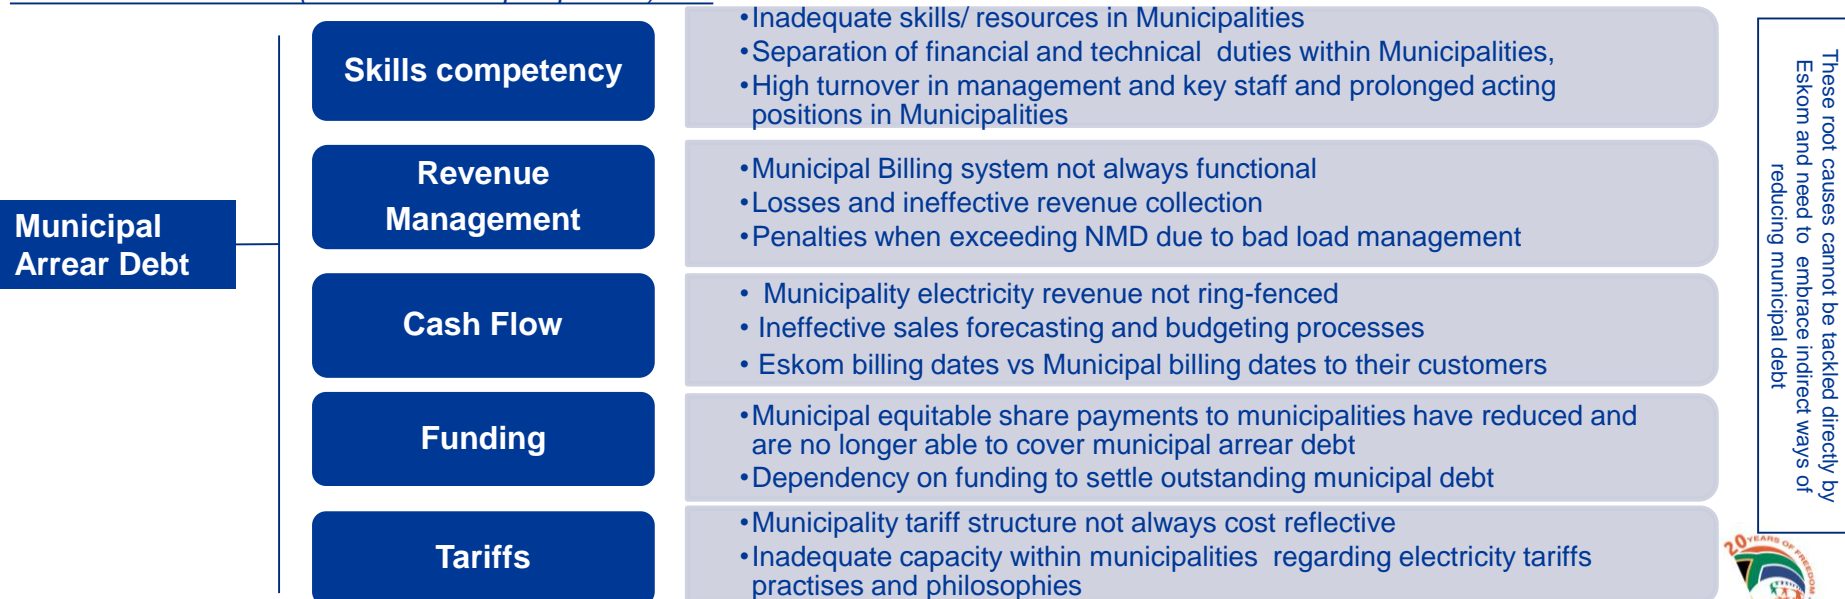 Municipal
Arrear Debt
Skills competency
•Inadequate skills/ resources in Municipalities
•Separation of financial and technical  duties within Municipalities,
•High turnover in management and key staff and prolonged acting
positions in Municipalities
Revenue
Management
•Municipal Billing system not always functional
•Losses and ineffective revenue collection
•Penalties when exceeding NMD due to bad load management
Cash Flow
•  Municipality electricity revenue not ring-fenced
• Ineffective sales forecasting and budgeting processes
• Eskom billing dates vs Municipal billing dates to their customers
Funding
•Municipal equitable share payments to municipalities have reduced and
are no longer able to cover municipal arrear debt
•Dependency on funding to settle outstanding municipal debt
Tariffs
•Municipality tariff structure not always cost reflective
•Inadequate capacity within municipalities  regarding electricity tariffs
practises and philosophies
These root causes cannot be tackled directly by
Eskom and need to  embrace indirect ways of
reducing municipal debt
20 YEARS OF FREEDOM